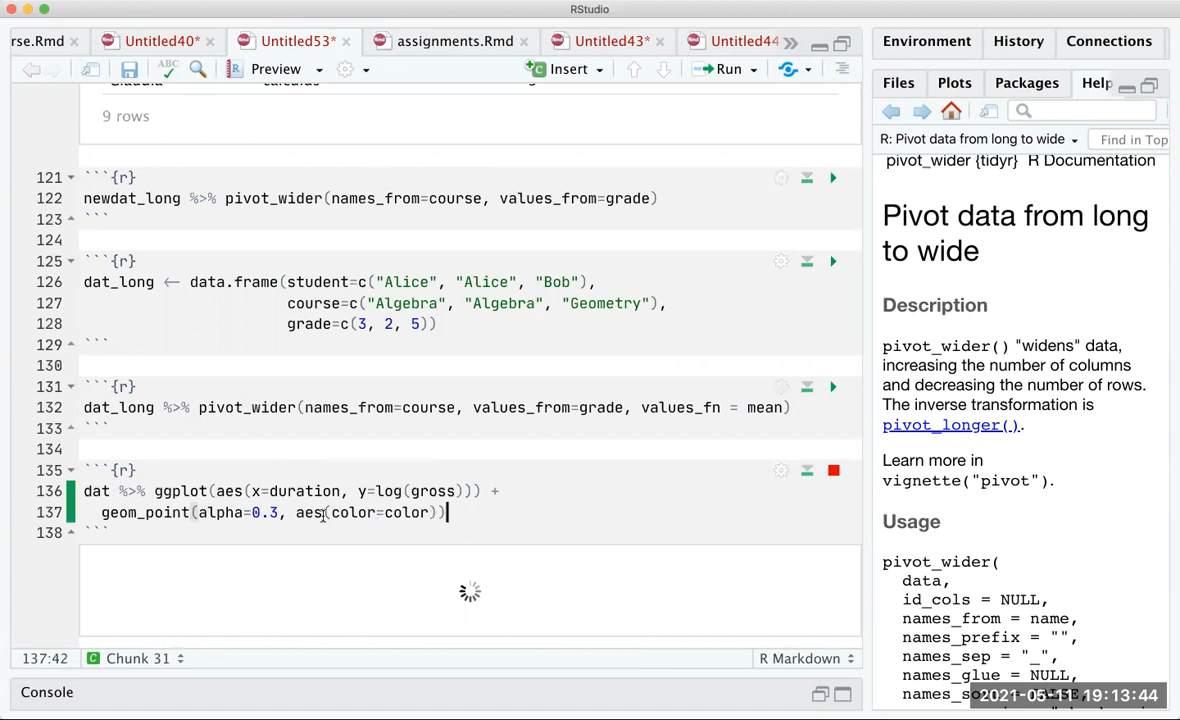 RStudio
rse.Rmd Untitled40* Untitled53* assignments.Rmd Untitled43* Untitled44
ABC Preview Insert Run
9 rows
121 ```{r}
122 newdat_long %>% pivot_wider(names_from=course, values_from=grade)
123 ```
124
125 ```{r}
126 dat_long <- data.frame(student=c("Alice", "Alice", "Bob"),
127 course=c("Algebra", "Algebra", "Geometry"),
128 grade=c(3, 2, 5))
129 ```
130
131 ```{r}
132 dat_long %>% pivot_wider(names_from=course, values_from=grade, values_fn = mean)
133 ```
134
135 ```{r}
136 dat %>% ggplot(aes(x=duration, y=log(gross))) +
137 geom_point(alpha=0.3, aes(color=color))
138 ```
137:42 C Chunk 31 R Markdown
Console
Environment History Connections
Files Plots Packages Help
R: Pivot data from long to wide Find in Top
pivot_wider {tidyr} R Documentation
Pivot data from long
to wide
Description
pivot_wider() "widens" data,
increasing the number of columns
and decreasing the number of rows.
The inverse transformation is
pivot_longer().
Learn more in
vignette("pivot").
Usage
pivot_wider(
data,
id_cols = NULL,
names_from = name,
names_prefix = "",
names_sep = "_",
names_glue = NULL,
2021-05-11 19:13:44